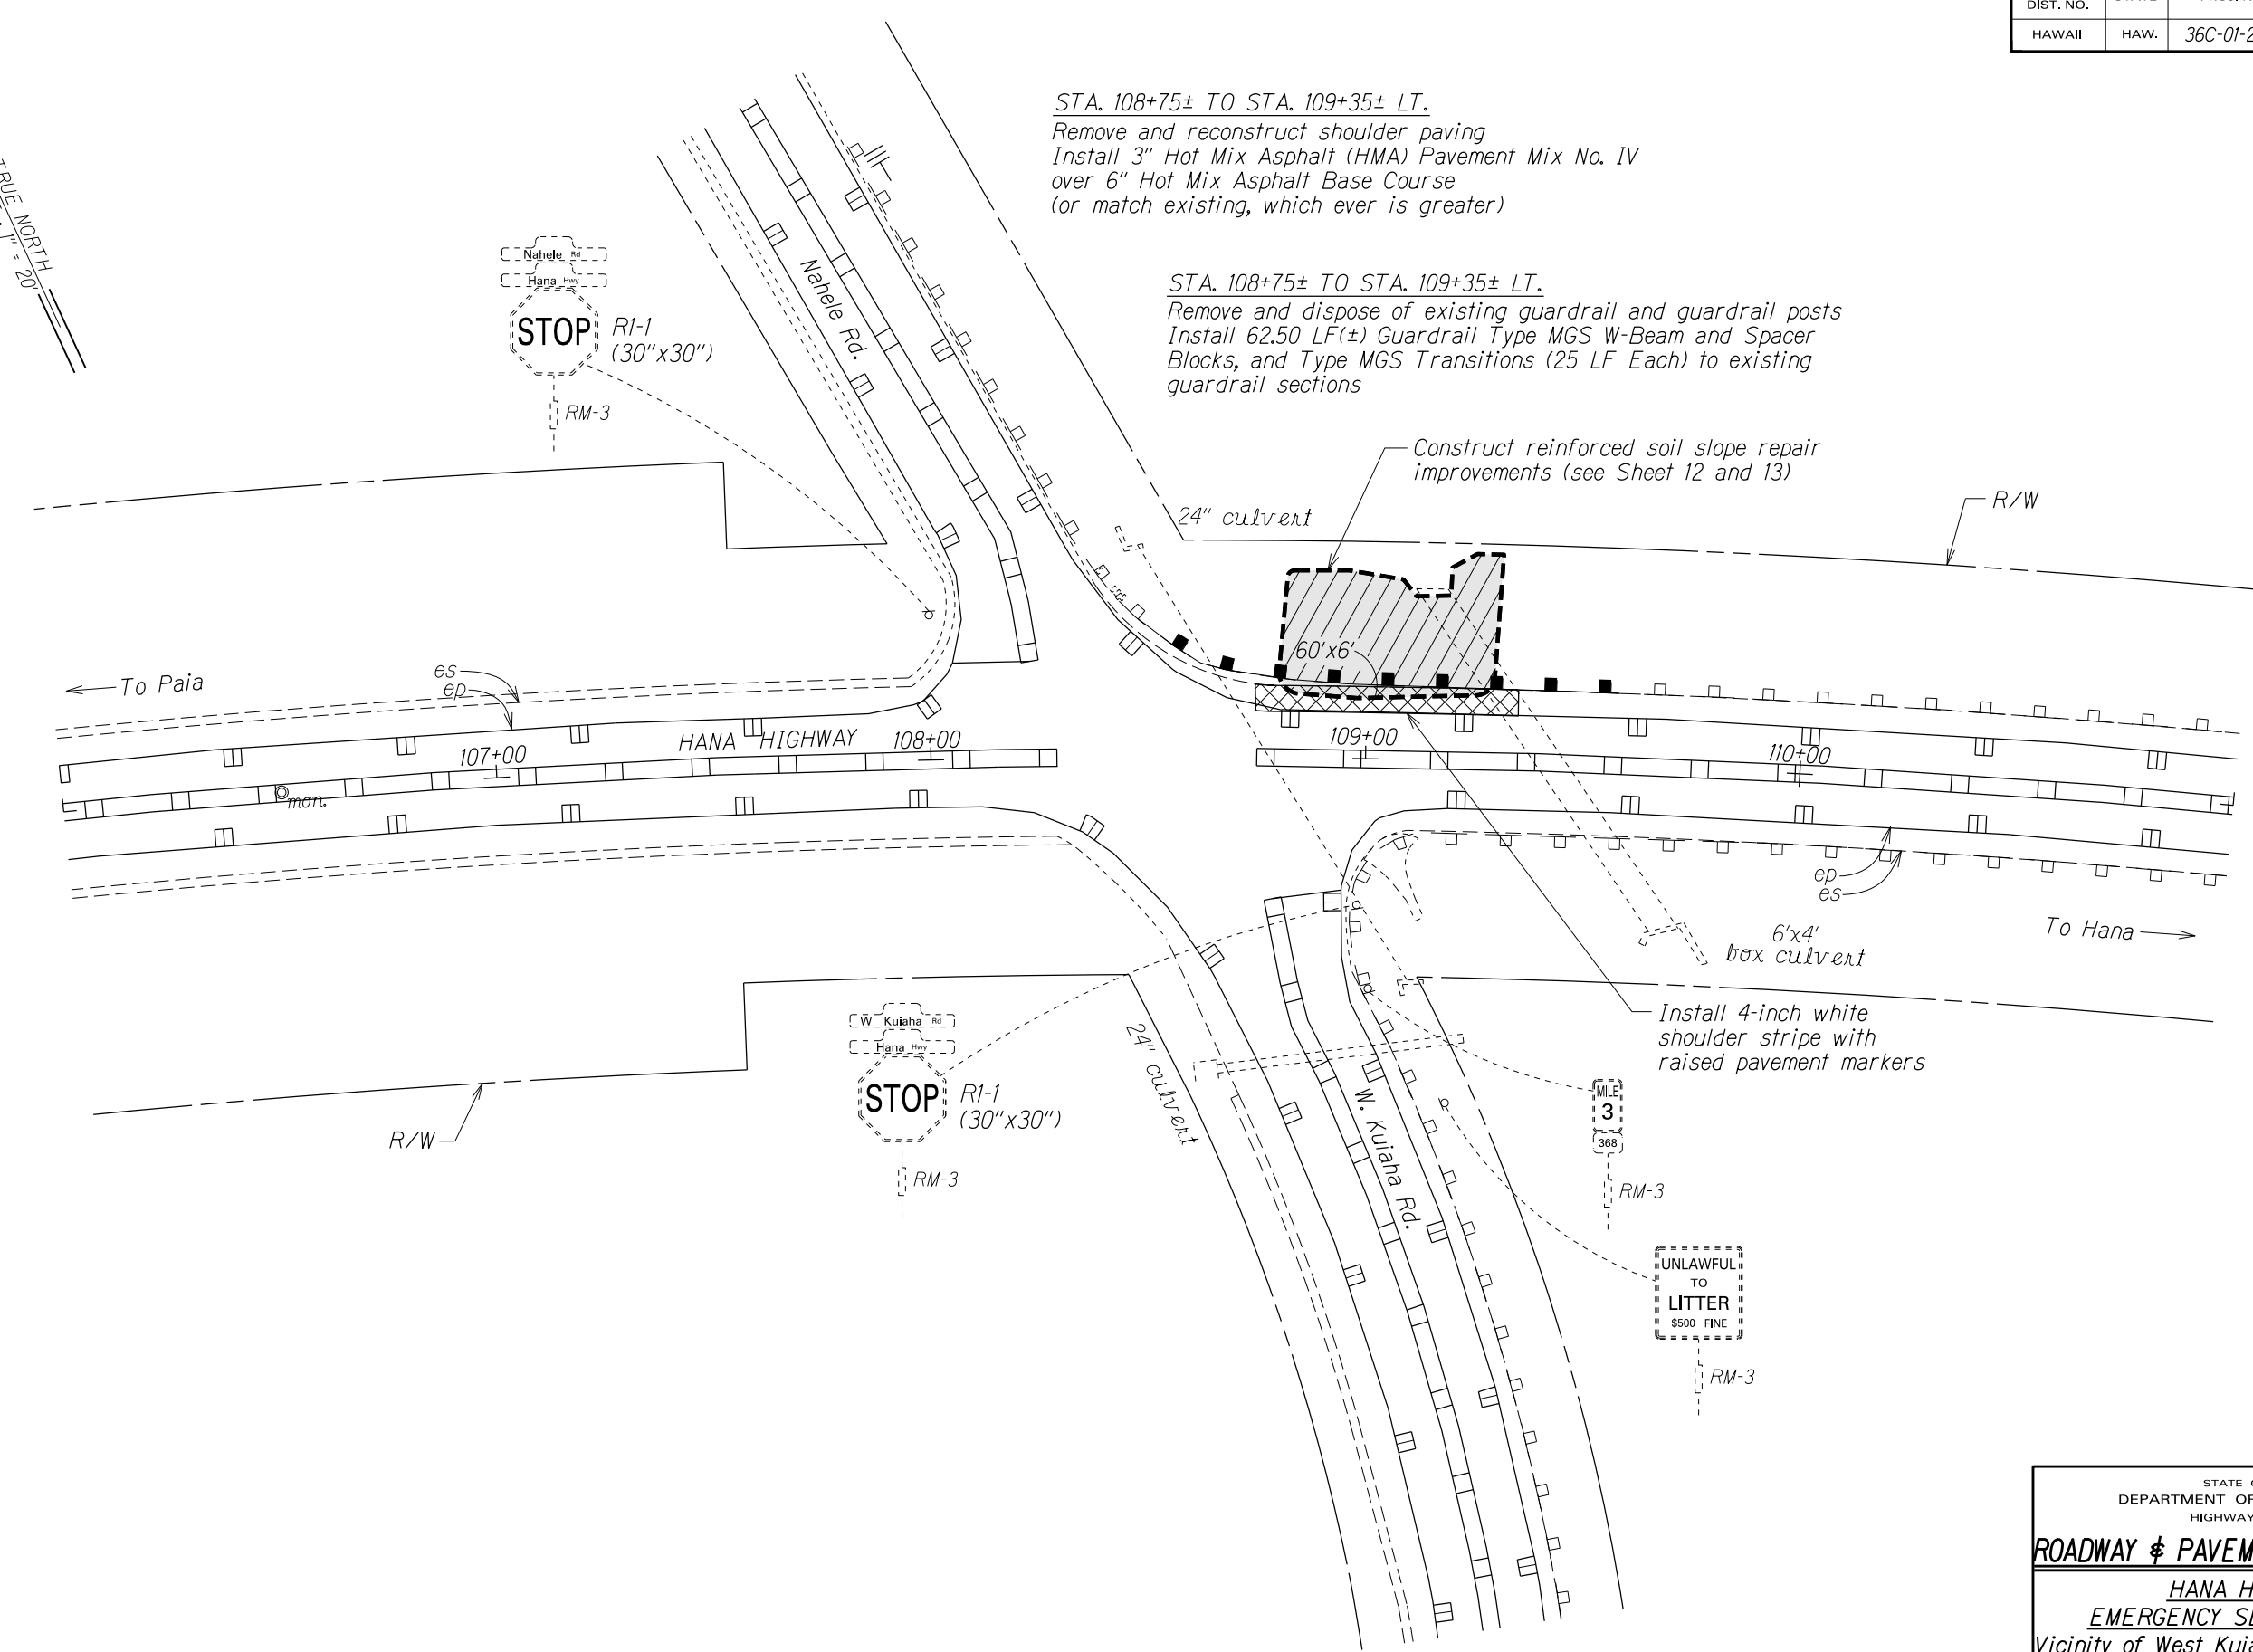 DIST. NO.
HAWAII HAW. 36C-01-2
TRUE NORTH
1" = 20'
STA. 108+75± TO STA. 109+35± LT.
Remove and reconstruct shoulder paving
Install 3" Hot Mix Asphalt (HMA) Pavement Mix No. IV
over 6" Hot Mix Asphalt Base Course
(or match existing, which ever is greater)
STA. 108+75± TO STA. 109+35± LT.
Remove and dispose of existing guardrail and guardrail posts
Install 62.50 LF(±) Guardrail Type MGS W-Beam and Spacer
Blocks, and Type MGS Transitions (25 LF Each) to existing
guardrail sections
Nahele Rd
Hana Hwy
STOP
R1-1
(30"x30")
RM-3
Nahele Rd.
Construct reinforced soil slope repair
improvements (see Sheet 12 and 13)
24" culvert
R/W
60'x6'
To Paia
es
ep
107+00
HANA HIGHWAY
108+00
109+00
110+00
mon.
ep
es
To Hana
6'x4'
box culvert
Install 4-inch white
shoulder stripe with
raised pavement markers
W Kuiaha Rd
Hana Hwy
STOP
R1-1
(30"x30")
RM-3
24" culvert
W. Kuiaha Rd.
R/W
MILE
3
368
RM-3
UNLAWFUL
TO
LITTER
$500 FINE
RM-3
STATE
DEPARTMENT OF
HIGHWAY
ROADWAY & PAVEM
HANA H
EMERGENCY SL
Vicinity of West Kuia